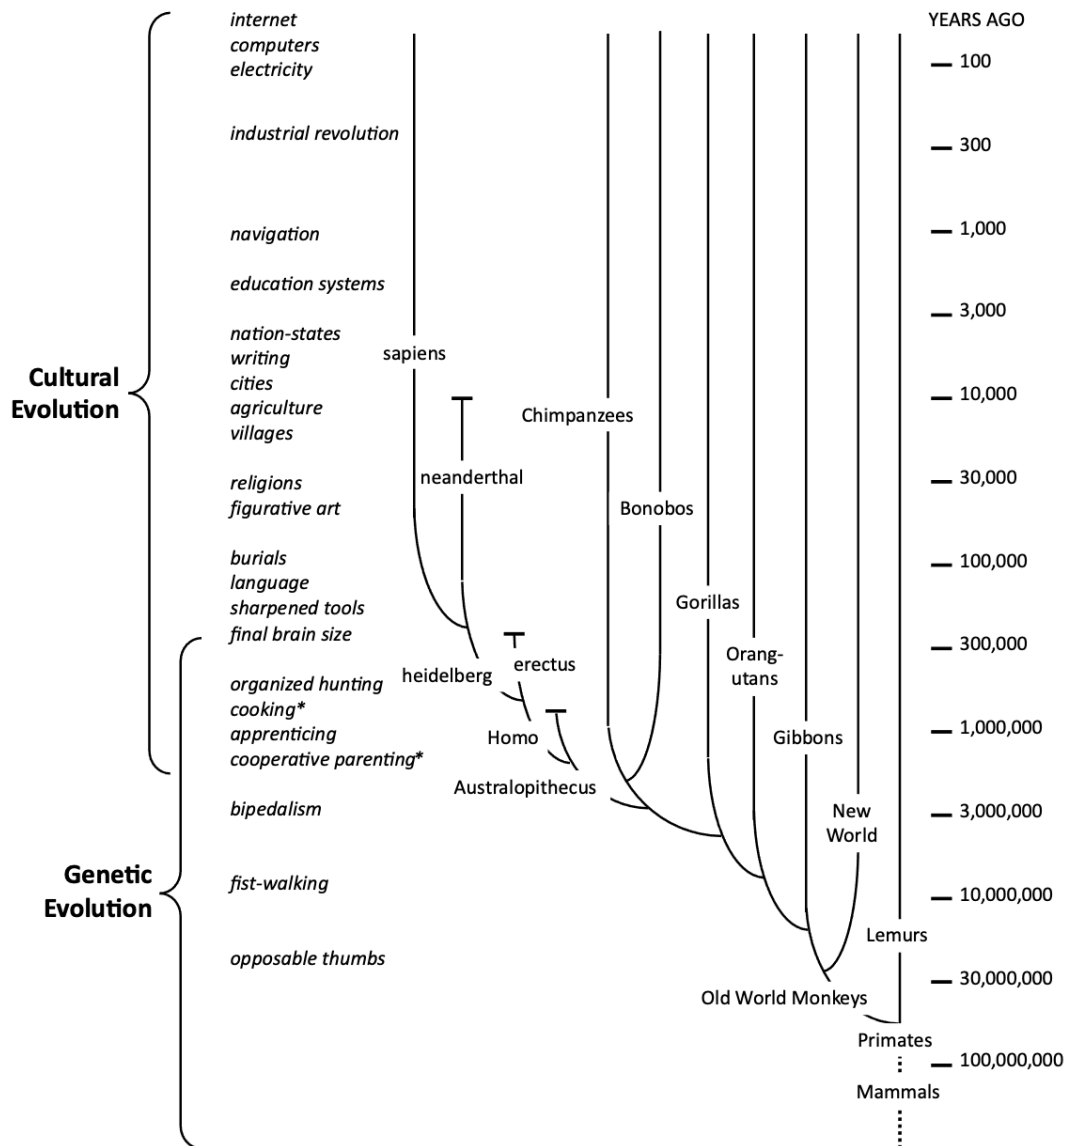 internet
computers
electricity
industrial revolution
navigation
education systems
nation-states
writing
cities
agriculture
villages
religions
figurative art
burials
language
sharpened tools
final brain size
organized hunting
cooking*
apprenticing
cooperative parenting*
bipedalism
fist-walking
opposable thumbs
Cultural
Evolution
Genetic
Evolution
sapiens
neanderthal
heidelberg
erectus
Homo
Australopithecus
Chimpanzees
Bonobos
Gorillas
Orang-
utans
Gibbons
New
World
Lemurs
Old World Monkeys
Primates
Mammals
YEARS AGO
100
300
1,000
3,000
10,000
30,000
100,000
300,000
1,000,000
3,000,000
10,000,000
30,000,000
100,000,000